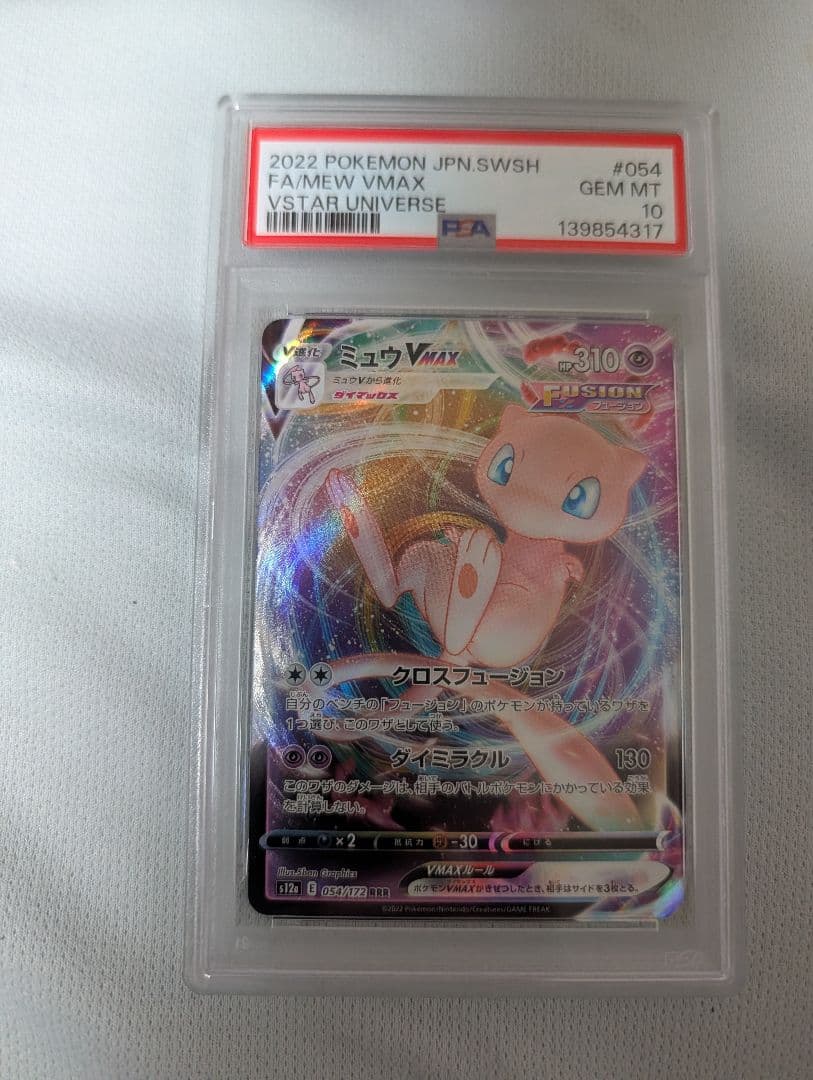 2022 POKEMON JPN.SWSH #054
FA/MEW VMAX GEM MT
VSTAR UNIVERSE 10
PSA 139854317
V進化 ミュウVMAX HP310
ミュウVから進化
ダイマックス
FUSION
フュージョン
クロスフュージョン
自分のベンチの「フュージョン」のポケモンが持っているワザを
1つ選び、このワザとして使う。
ダイミラクル 130
このワザのダメージは、相手のバトルポケモンにかかっている効果
を計算しない。
弱点 ×2 抵抗力 -30 にげる
Illus.Shan Graphics
VMAXルール
ポケモンVMAXがきぜつしたとき、相手はサイドを3枚とる。
s12a E 054/172 RRR
©2022 Pokémon/Nintendo/Creatures/GAME FREAK